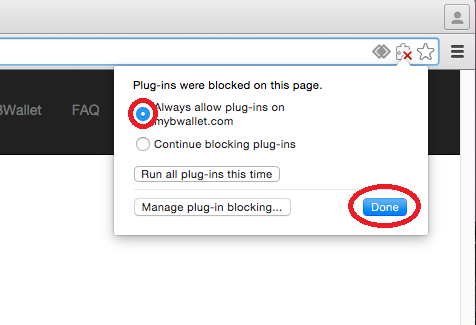 Plug-ins were blocked on this page.
BWallet FAQ
Always allow plug-ins on
mybwallet.com
Continue blocking plug-ins
Run all plug-ins this time
Manage plug-in blocking...
Done